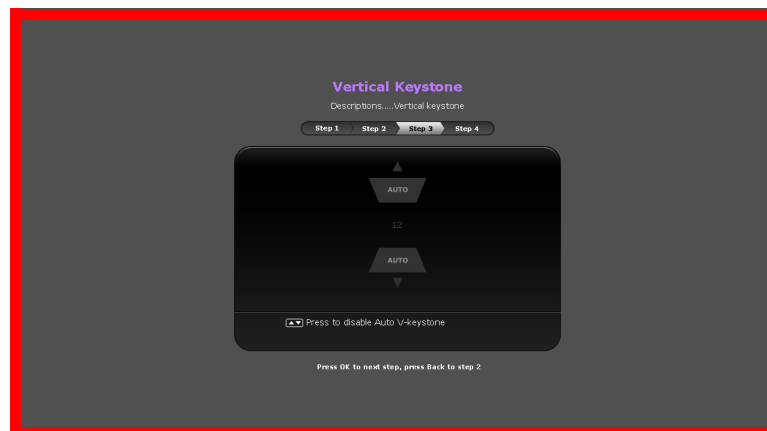 Vertical Keystone
Descriptions.....Vertical keystone
Step 1 Step 2 Step 3 Step 4
AUTO
12
AUTO
Press to disable Auto V-keystone
Press OK to next step, press Back to step 2